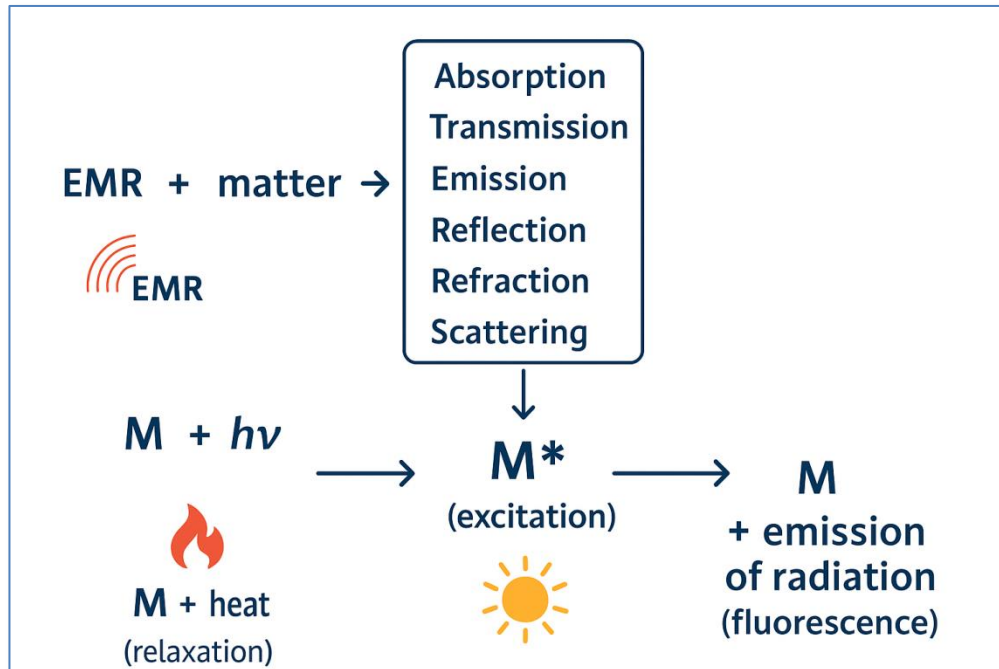 EMR + matter →
Absorption
Transmission
Emission
Reflection
Refraction
Scattering
EMR
M + hν
M*
(excitation)
M
+ emission
of radiation
(fluorescence)
M + heat
(relaxation)